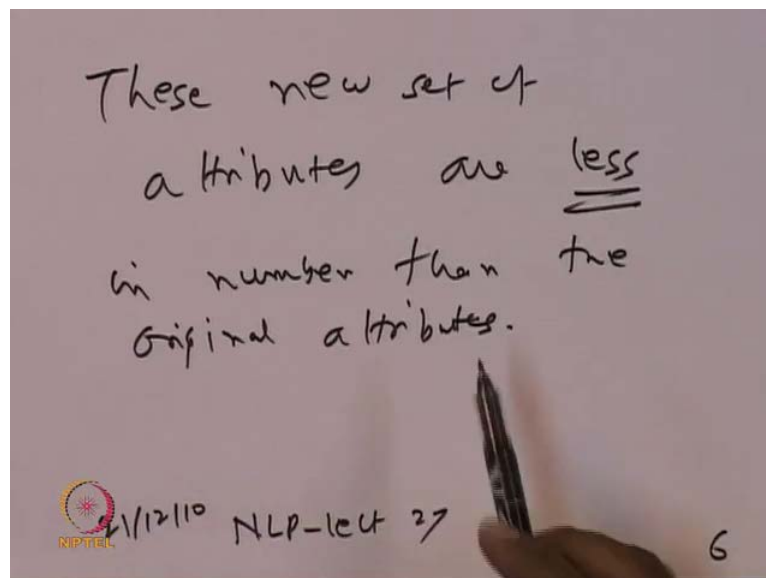 These new set of
attributes are less
in number than the
original attributes.
21/12/10 NLP-lect 27
NPTEL
6